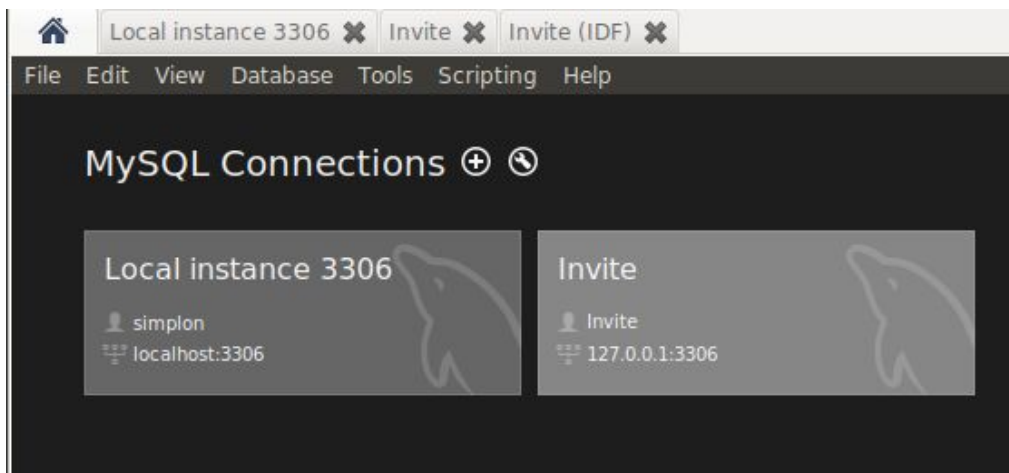 Local instance 3306 Invite Invite (IDF)
File Edit View Database Tools Scripting Help
MySQL Connections
Local instance 3306
simplon
localhost:3306
Invite
Invite
127.0.0.1:3306